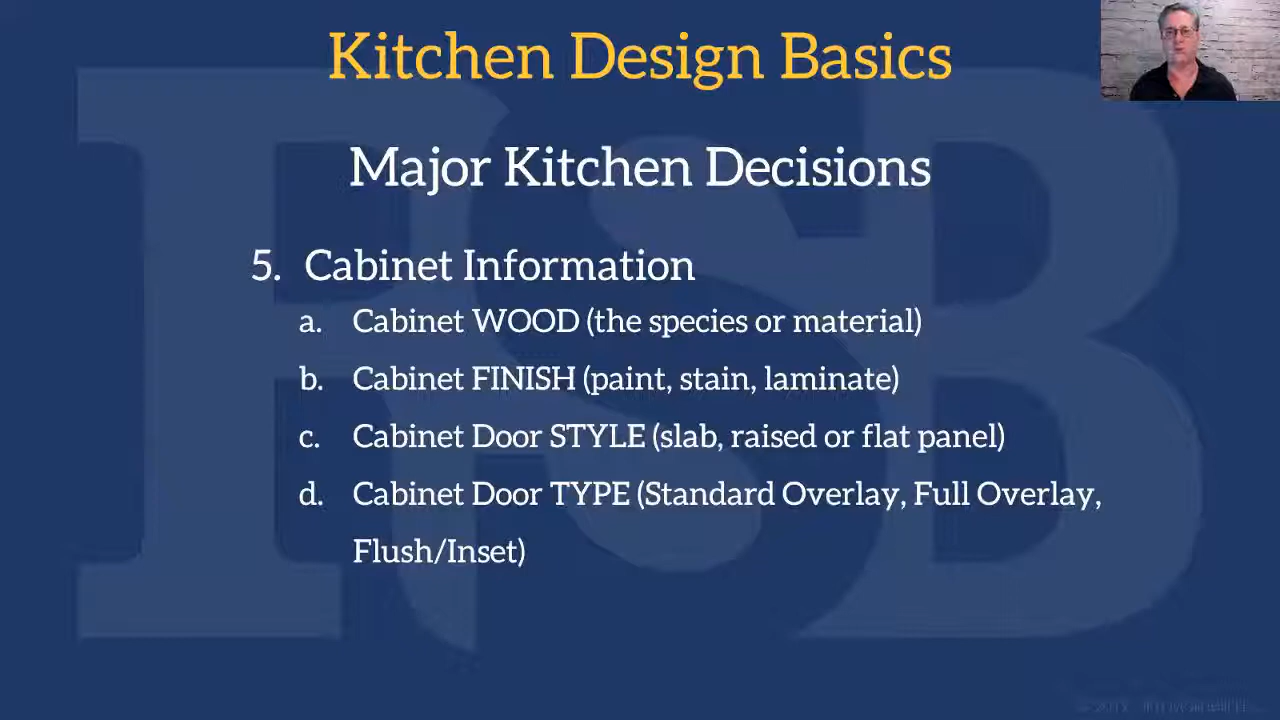 Kitchen Design Basics
Major Kitchen Decisions
5. Cabinet Information
a. Cabinet WOOD (the species or material)
b. Cabinet FINISH (paint, stain, laminate)
c. Cabinet Door STYLE (slab, raised or flat panel)
d. Cabinet Door TYPE (Standard Overlay, Full Overlay,
Flush/Inset)